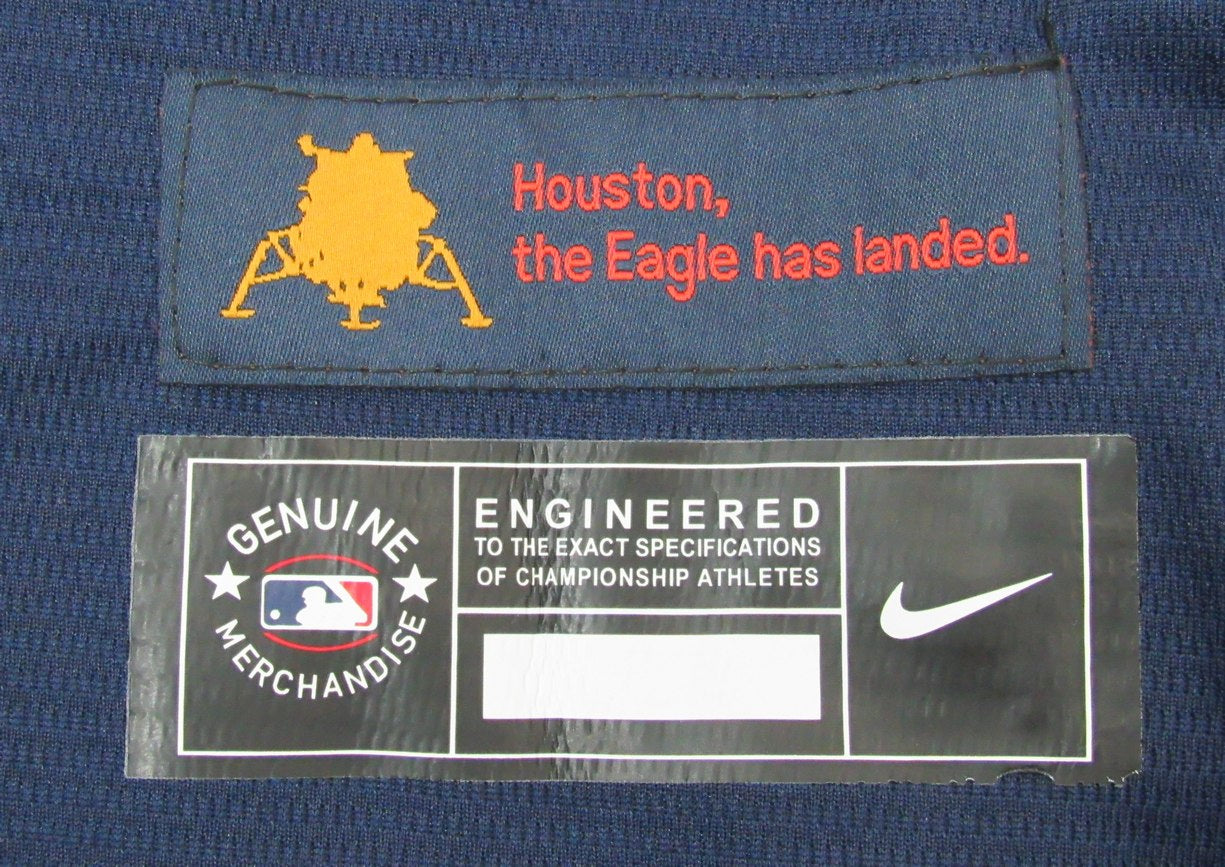 Houston,
the Eagle has landed.
GENUINE
MERCHANDISE
ENGINEERED
TO THE EXACT SPECIFICATIONS
OF CHAMPIONSHIP ATHLETES